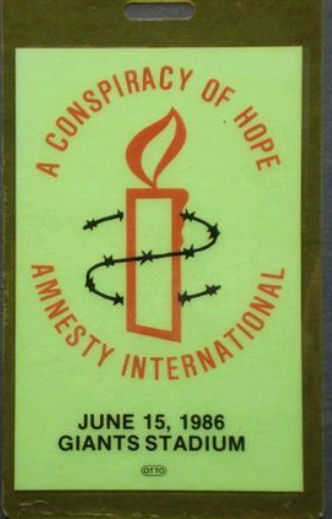 A CONSPIRACY OF HOPE
AMNESTY INTERNATIONAL
JUNE 15, 1986
GIANTS STADIUM
OTTO